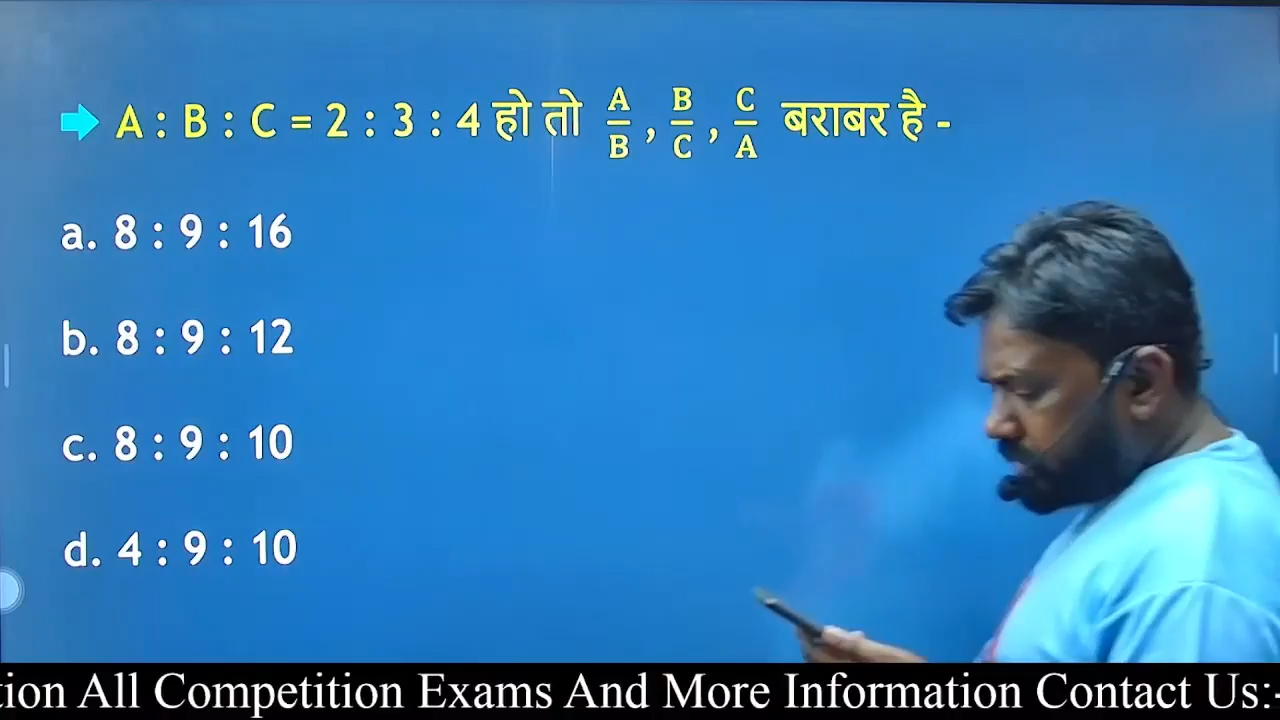 A : B : C = 2 : 3 : 4 हो तो A/B , B/C , C/A बराबर है -
a. 8 : 9 : 16
b. 8 : 9 : 12
c. 8 : 9 : 10
d. 4 : 9 : 10
tion All Competition Exams And More Information Contact Us:-